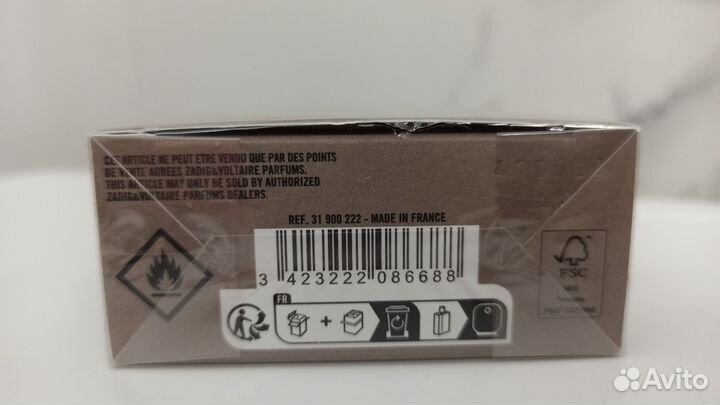 CET ARTICLE NE PEUT ETRE VENDU QUE PAR DES POINTS
DE VENTE AGREES ZADIG&VOLTAIRE PARFUMS.
THIS ARTICLE MAY ONLY BE SOLD BY AUTHORIZED
ZADIG&VOLTAIRE PARFUMS DEALERS.
REF. 31 900 222 - MADE IN FRANCE
3 423222 086688
FR
FSC
MIX
Avito